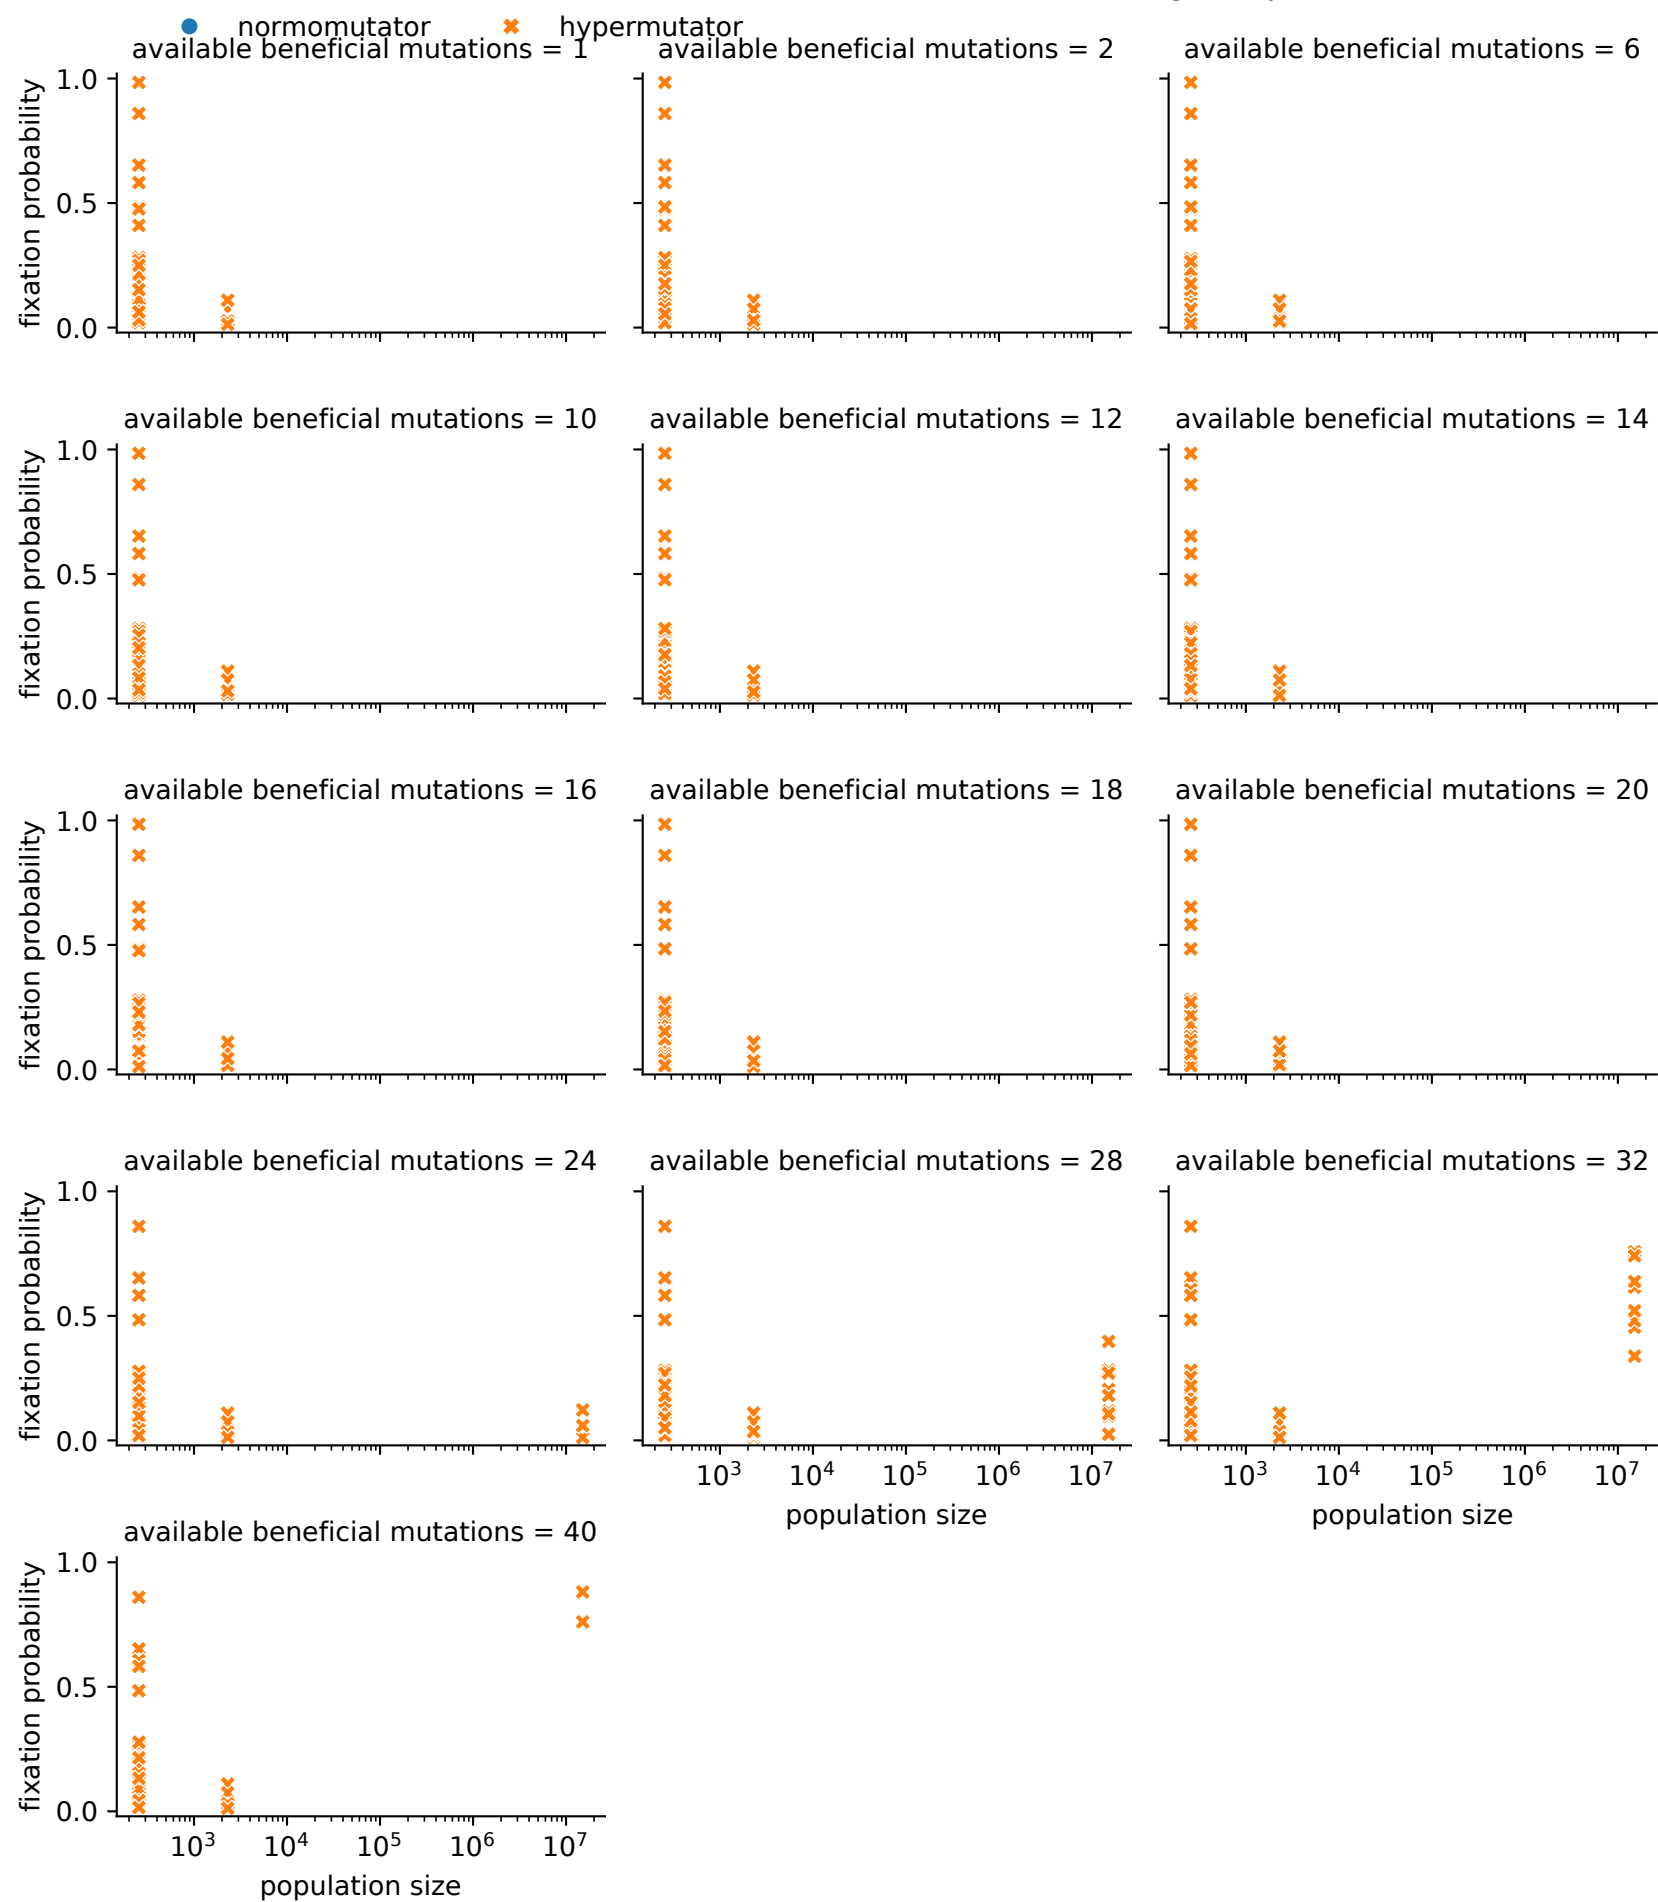 normomutator hypermutator
available beneficial mutations = 1 available beneficial mutations = 2 available beneficial mutations = 6
1.0
0.5
0.0
fixation probability
available beneficial mutations = 10 available beneficial mutations = 12 available beneficial mutations = 14
1.0
0.5
0.0
fixation probability
available beneficial mutations = 16 available beneficial mutations = 18 available beneficial mutations = 20
1.0
0.5
0.0
fixation probability
available beneficial mutations = 24 available beneficial mutations = 28 available beneficial mutations = 32
1.0
0.5
0.0
fixation probability
10³ 10⁴ 10⁵ 10⁶ 10⁷ 10³ 10⁴ 10⁵ 10⁶ 10⁷
population size population size
available beneficial mutations = 40
1.0
0.5
0.0
fixation probability
10³ 10⁴ 10⁵ 10⁶ 10⁷
population size